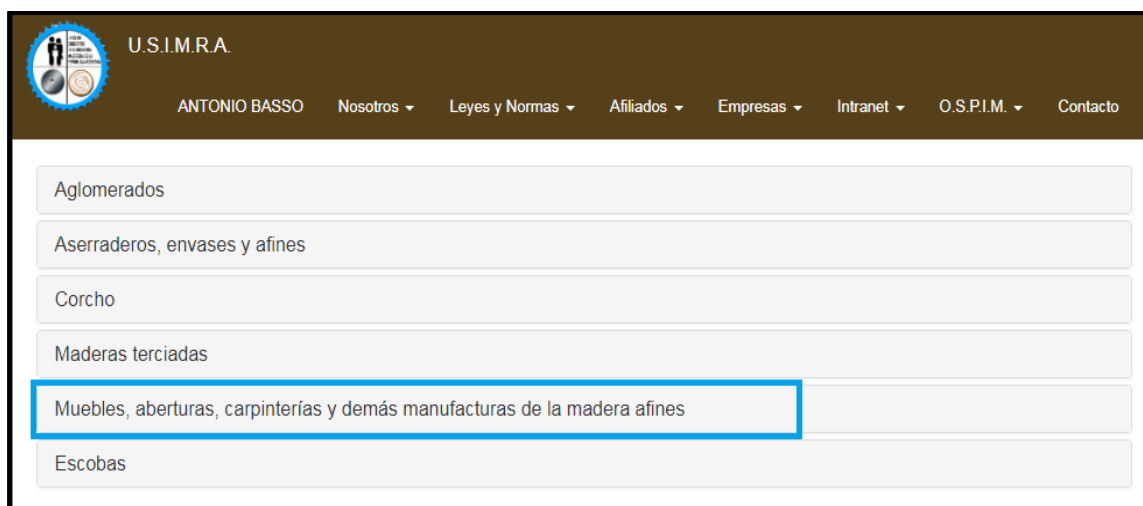 U.S.I.M.R.A.
ANTONIO BASSO Nosotros Leyes y Normas Afiliados Empresas Intranet O.S.P.I.M. Contacto
Aglomerados
Aserraderos, envases y afines
Corcho
Maderas terciadas
Muebles, aberturas, carpinterías y demás manufacturas de la madera afines
Escobas